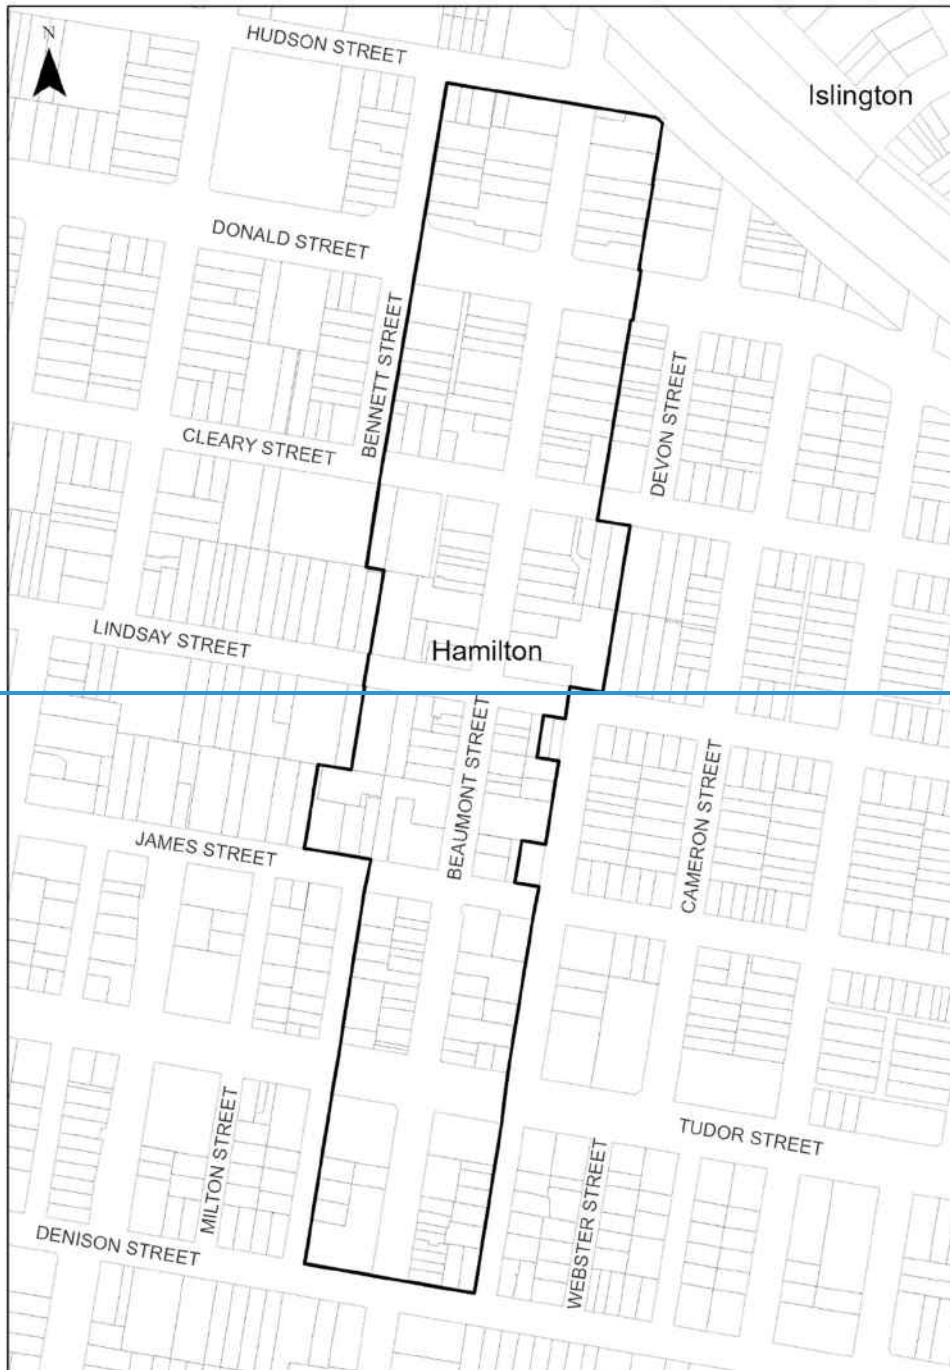 HUDSON STREET
N
Islington
DONALD STREET
BENNETT STREET
DEVON STREET
CLEARY STREET
LINDSAY STREET
Hamilton
BEAUMONT STREET
CAMERON STREET
JAMES STREET
MILTON STREET
TUDOR STREET
WEBSTER STREET
DENISON STREET